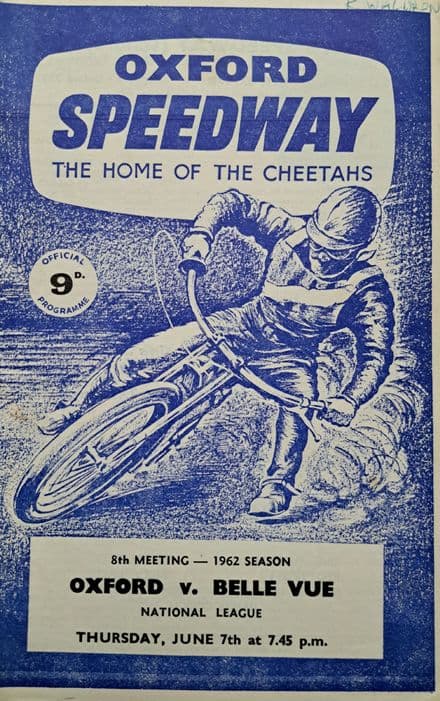 OXFORD
SPEEDWAY
THE HOME OF THE CHEETAHS
OFFICIAL
9D.
PROGRAMME
8th MEETING — 1962 SEASON
OXFORD v. BELLE VUE
NATIONAL LEAGUE
THURSDAY, JUNE 7th at 7.45 p.m.